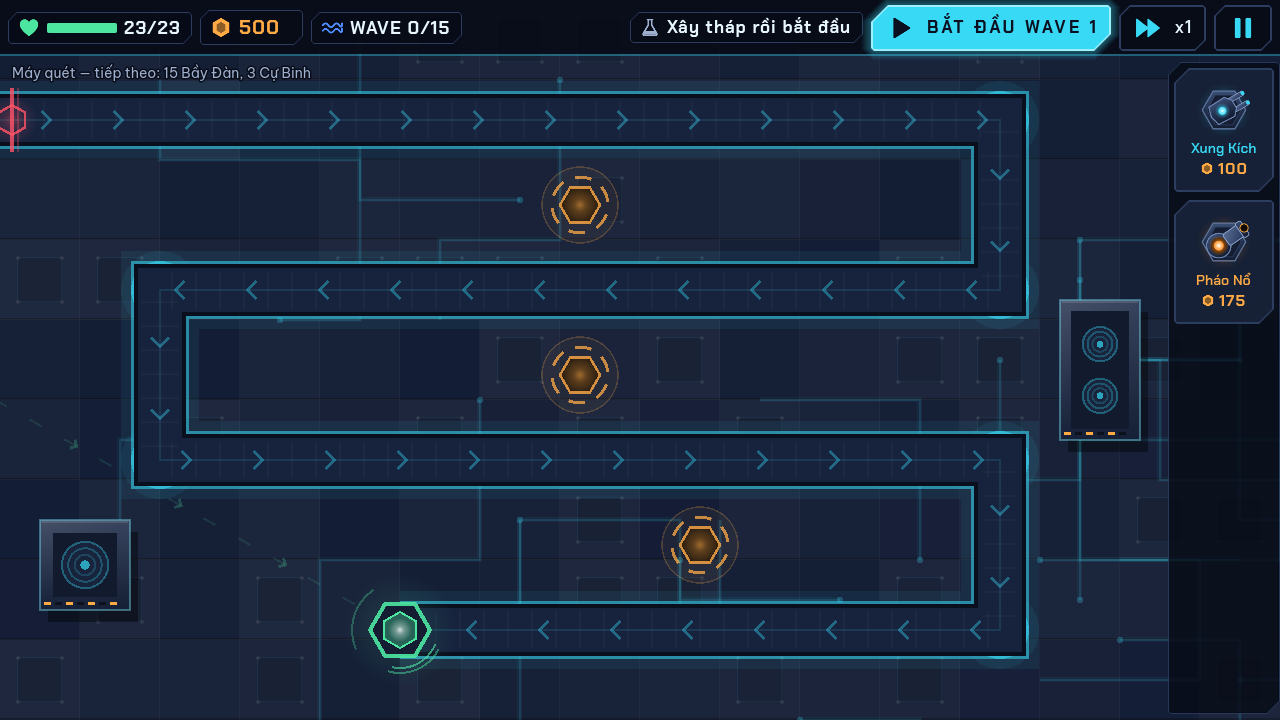 23/23
500
WAVE 0/15
Xây tháp rồi bắt đầu
BẮT ĐẦU WAVE 1
x1
Máy quét – tiếp theo: 15 Bầy Đàn, 3 Cự Binh
Xung Kích
100
Pháo Nổ
175